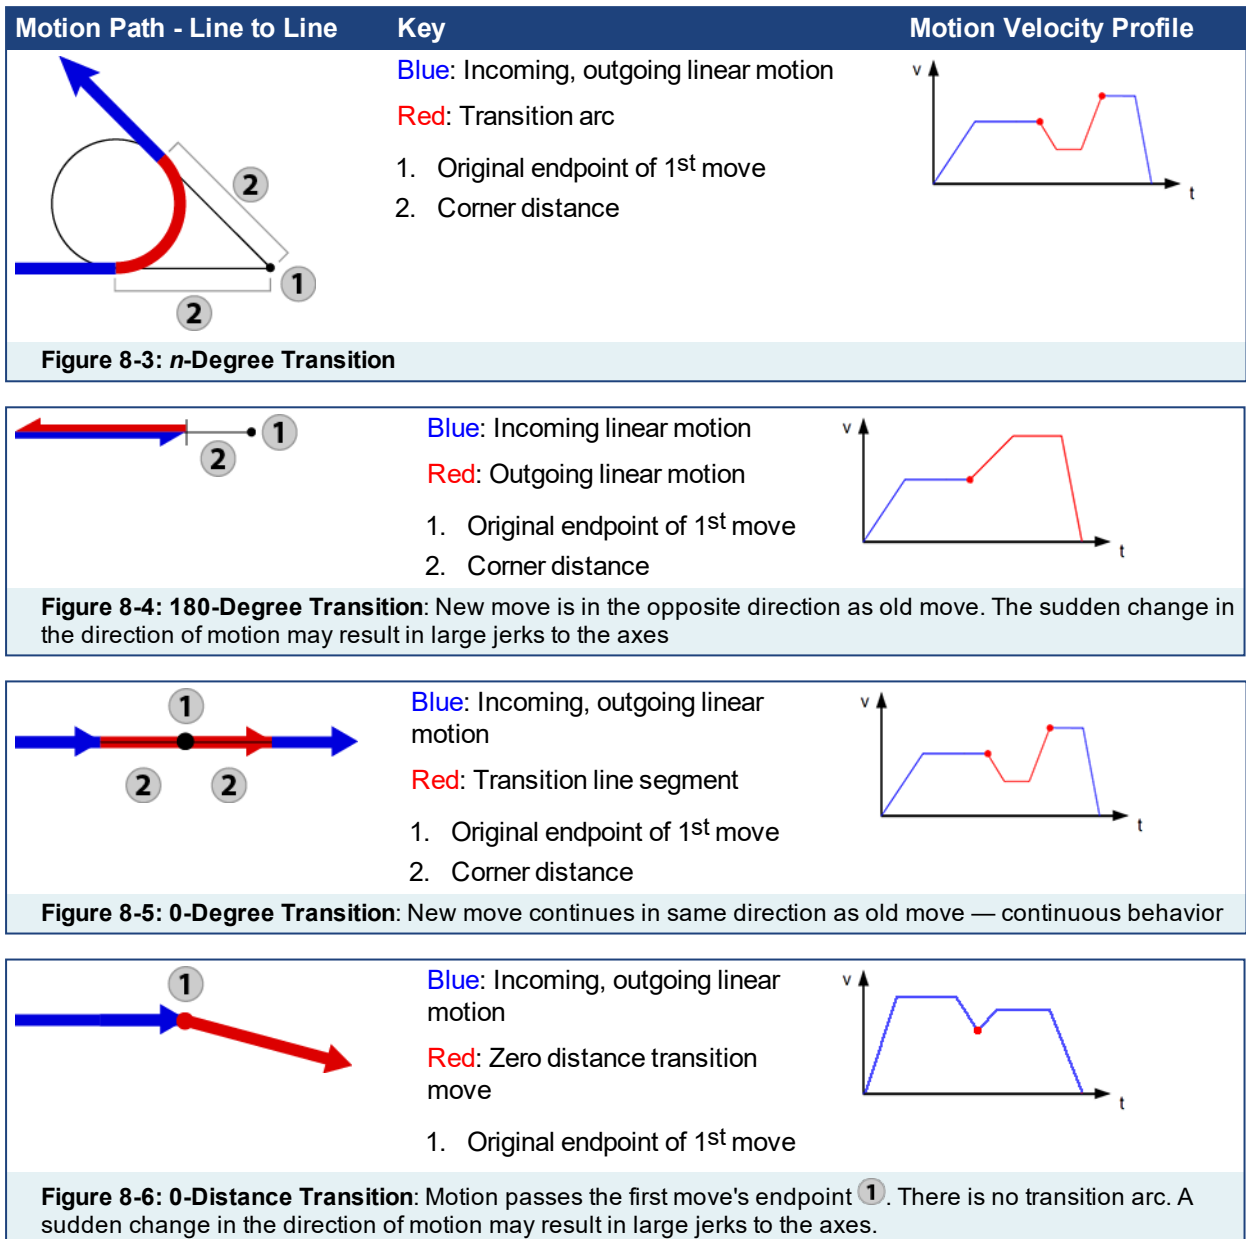 Motion Path - Line to Line Key Motion Velocity Profile
Blue: Incoming, outgoing linear motion
Red: Transition arc
1. Original endpoint of 1st move
2. Corner distance
2
1
2
v
t
Figure 8-3: n-Degree Transition
1
2
Blue: Incoming linear motion
Red: Outgoing linear motion
1. Original endpoint of 1st move
2. Corner distance
v
t
Figure 8-4: 180-Degree Transition: New move is in the opposite direction as old move. The sudden change in
the direction of motion may result in large jerks to the axes
1
2 2
Blue: Incoming, outgoing linear
motion
Red: Transition line segment
1. Original endpoint of 1st move
2. Corner distance
v
t
Figure 8-5: 0-Degree Transition: New move continues in same direction as old move — continuous behavior
1
Blue: Incoming, outgoing linear
motion
Red: Zero distance transition
move
1. Original endpoint of 1st move
v
t
Figure 8-6: 0-Distance Transition: Motion passes the first move's endpoint 1. There is no transition arc. A
sudden change in the direction of motion may result in large jerks to the axes.